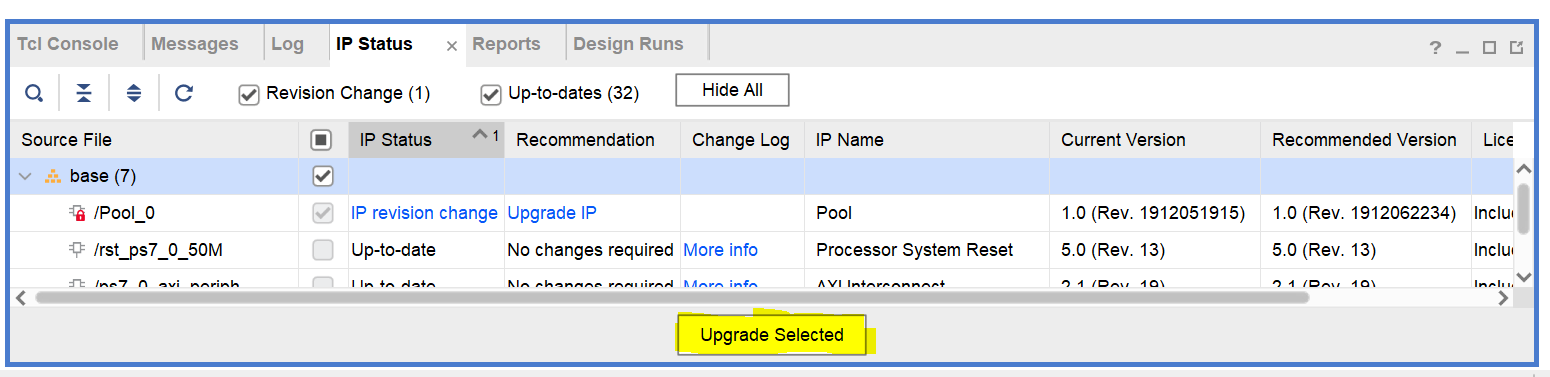 Tcl Console Messages Log IP Status × Reports Design Runs ?
Revision Change (1) Up-to-dates (32) Hide All
Source File IP Status 1 Recommendation Change Log IP Name Current Version Recommended Version Lice
base (7)
/Pool_0 IP revision change Upgrade IP Pool 1.0 (Rev. 1912051915) 1.0 (Rev. 1912062234) Inclu
/rst_ps7_0_50M Up-to-date No changes required More info Processor System Reset 5.0 (Rev. 13) 5.0 (Rev. 13) Inclu
/ps7_0_axi_periph Up-to-date No changes required More info AXI Interconnect 2.1 (Rev. 19) 2.1 (Rev. 19) Inclu
Upgrade Selected